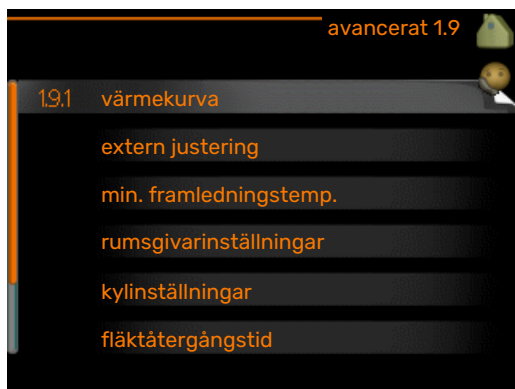 avancerat 1.9
1.9.1 värmekurva
extern justering
min. framledningstemp.
rumsgivarinställningar
kylinställningar
fläktåtergångstid